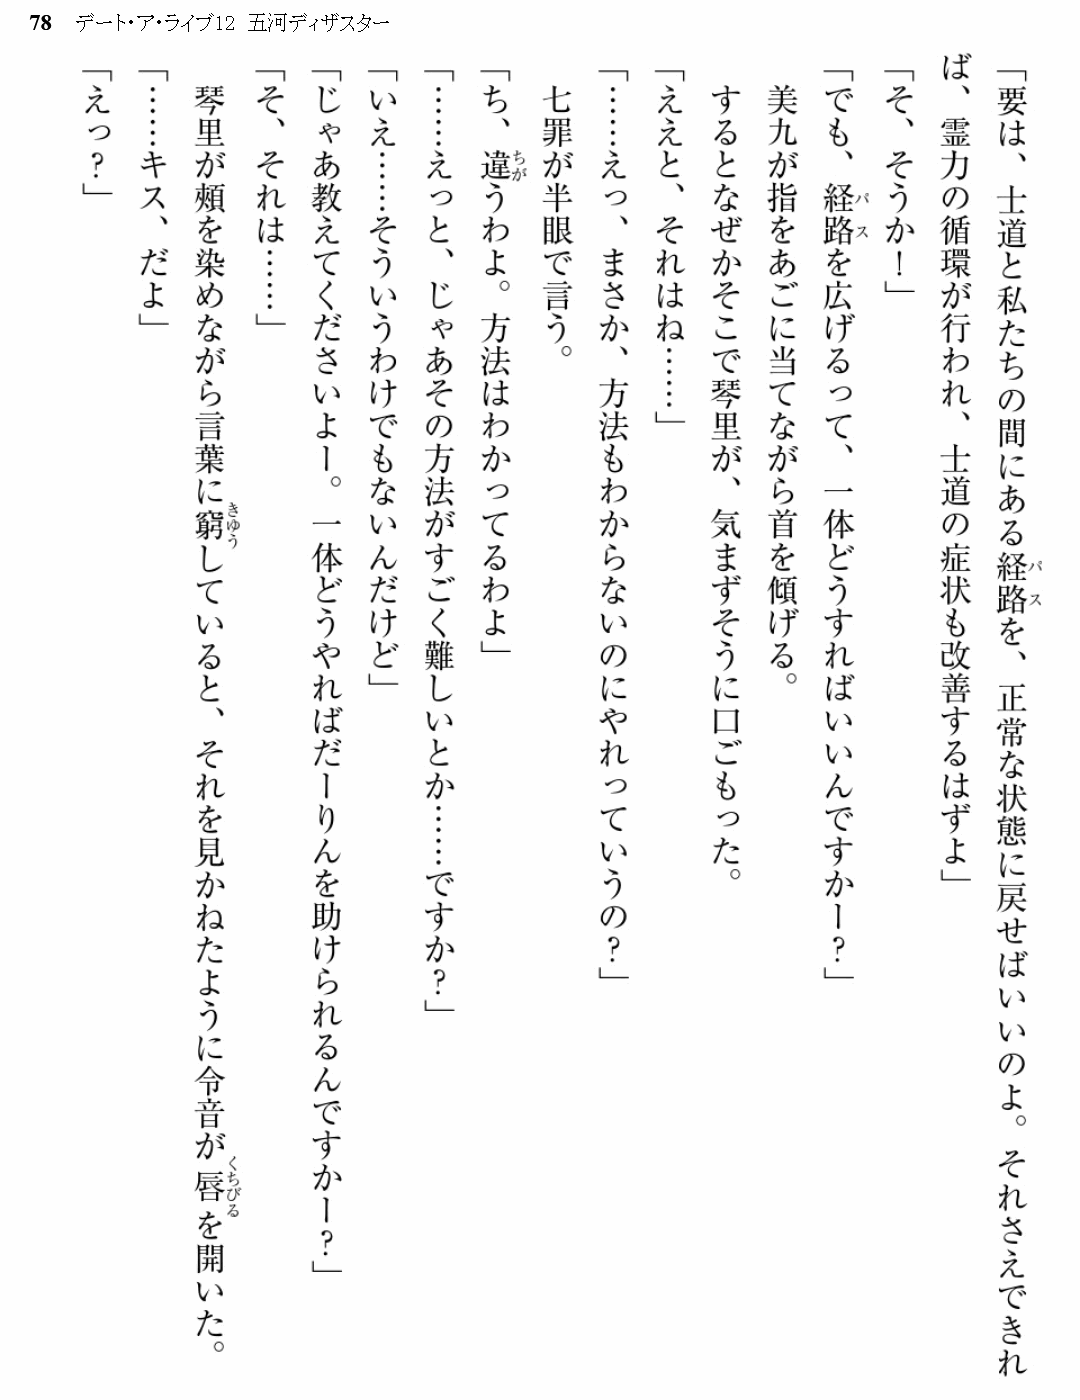 78 デート・ア・ライブ12 五河ディザスター
「要は、士道と私たちの間にある経路を、正常な状態に戻せばいいのよ。それさえできれ
ば、霊力の循環が行われ、士道の症状も改善するはずよ」
「そ、そうか！」
「でも、経路を広げるって、一体どうすればいいんですかー？」
美九が指をあごに当てながら首を傾げる。
するとなぜかそこで琴里が、気まずそうに口ごもった。
「ええと、それはね……」
「……えっ、まさか、方法もわからないのにやれっていうの？」
七罪が半眼で言う。
「ち、違うわよ。方法はわかってるわよ」
「……えっと、じゃあその方法がすごく難しいとか……ですか？」
「いえ……そういうわけでもないんだけど」
「じゃあ教えてくださいよー。一体どうやればだーりんを助けられるんですかー？」
「そ、それは……」
琴里が頰を染めながら言葉に窮していると、それを見かねたように令音が唇を開いた。
「……キス、だよ」
「えっ？」